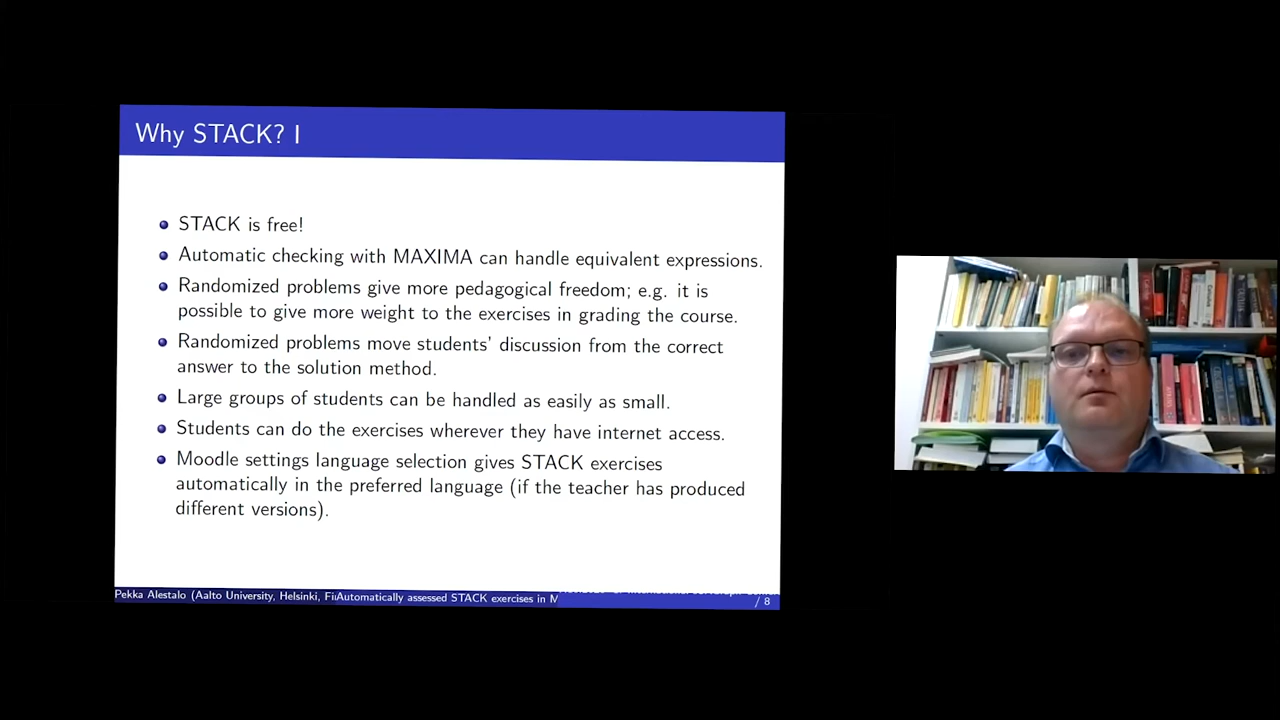 Why STACK? I
STACK is free!
Automatic checking with MAXIMA can handle equivalent expressions.
Randomized problems give more pedagogical freedom; e.g. it is
possible to give more weight to the exercises in grading the course.
Randomized problems move students' discussion from the correct
answer to the solution method.
Large groups of students can be handled as easily as small.
Students can do the exercises wherever they have internet access.
Moodle settings language selection gives STACK exercises
automatically in the preferred language (if the teacher has produced
different versions).
Pekka Alestalo (Aalto University, Helsinki, Fi Automatically assessed STACK exercises in M
/ 8